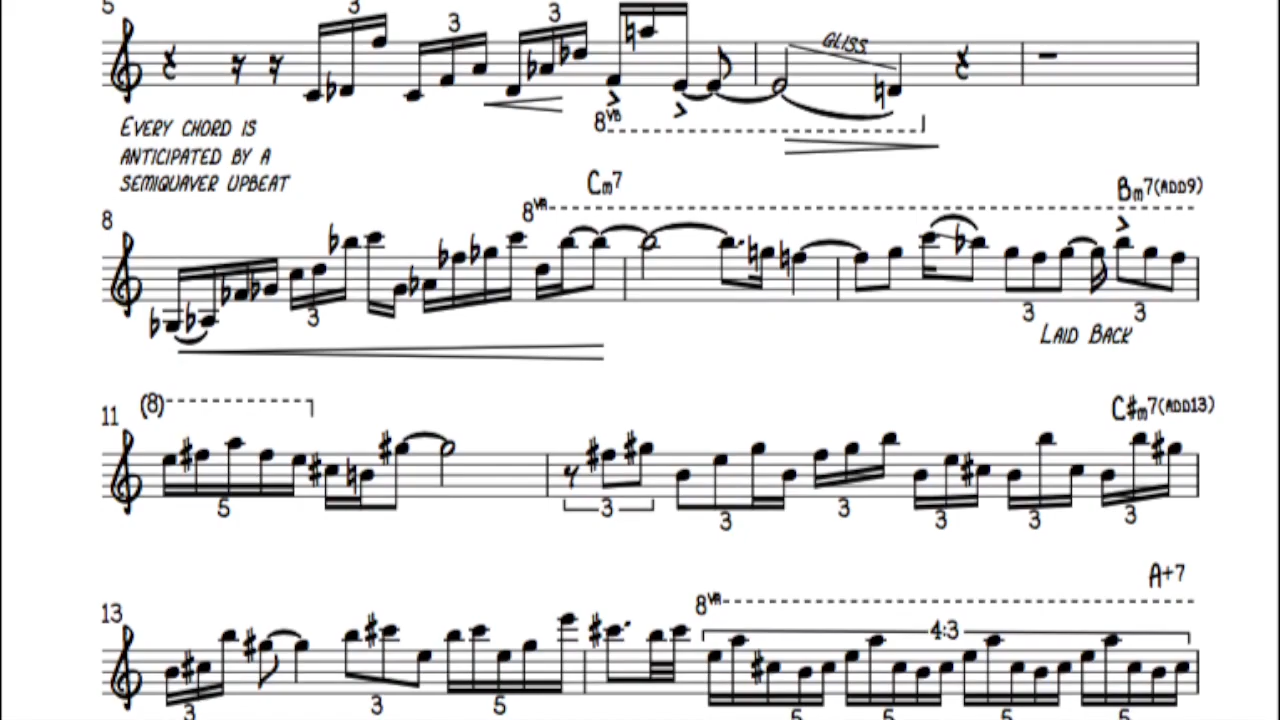 5
3
3
3
GLISS.
8VB
EVERY CHORD IS
ANTICIPATED BY A
SEMIQUAVER UPBEAT
8
8VA
Cm7
Bm7(ADD9)
3
3
3
LAID BACK
11
(8)
C#m7(ADD13)
5
3
3
3
3
3
3
13
8VA
A+7
4:3
3
3
5
5
5
5
5